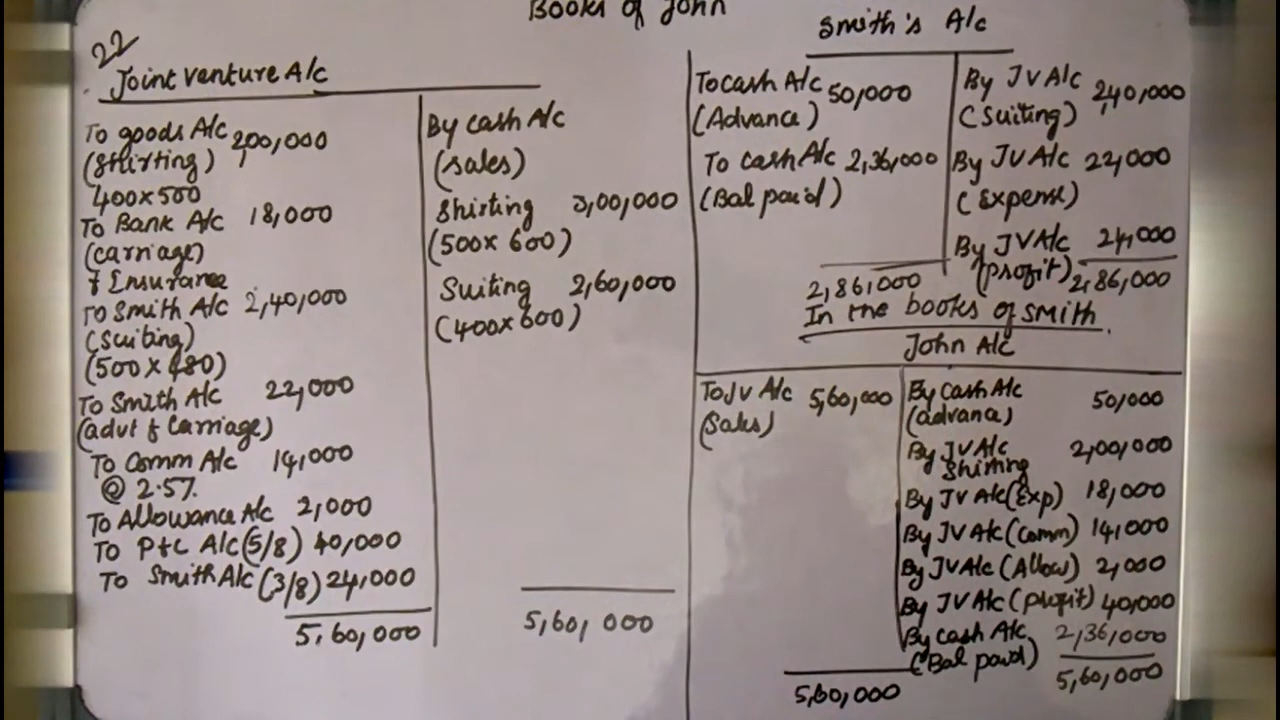 Books of John
22
Joint Venture A/c
To goods A/c 200,000
(Shirting)
400x500
To Bank A/c 18,000
(carriage)
& Insurance
To Smith A/c 2,40,000
(Suiting)
(500 x 480)
To Smith A/c 22,000
(advt & Carriage)
To Comm A/c 14,000
@ 2.5%.
To Allowance A/c 2,000
To P&L A/c (5/8) 40,000
To Smith A/c (3/8) 24,000
5,60,000
By cash A/c
(sales)
Shirting 3,00,000
(500x 600)
Suiting 2,60,000
(400x 600)
5,60,000
Smith's A/c
To cash A/c 50,000
(Advance)
To cash A/c 2,36,000
(Bal paid)
2,86,000
By JV A/c 240,000
(Suiting)
By JV A/c 22,000
(Expense)
By JV A/c 24,000
(profit) 2,86,000
In the books of Smith.
John A/c
To JV A/c 5,60,000
(Sales)
5,60,000
By Cash A/c
(advance) 50,000
By JV A/c 2,00,000
Shirting
By JV A/c (Exp) 18,000
By JV A/c (Comm) 14,000
By JV A/c (Allow) 2,000
By JV A/c (profit) 40,000
By cash A/c 2,36,000
(Bal paid)
5,60,000